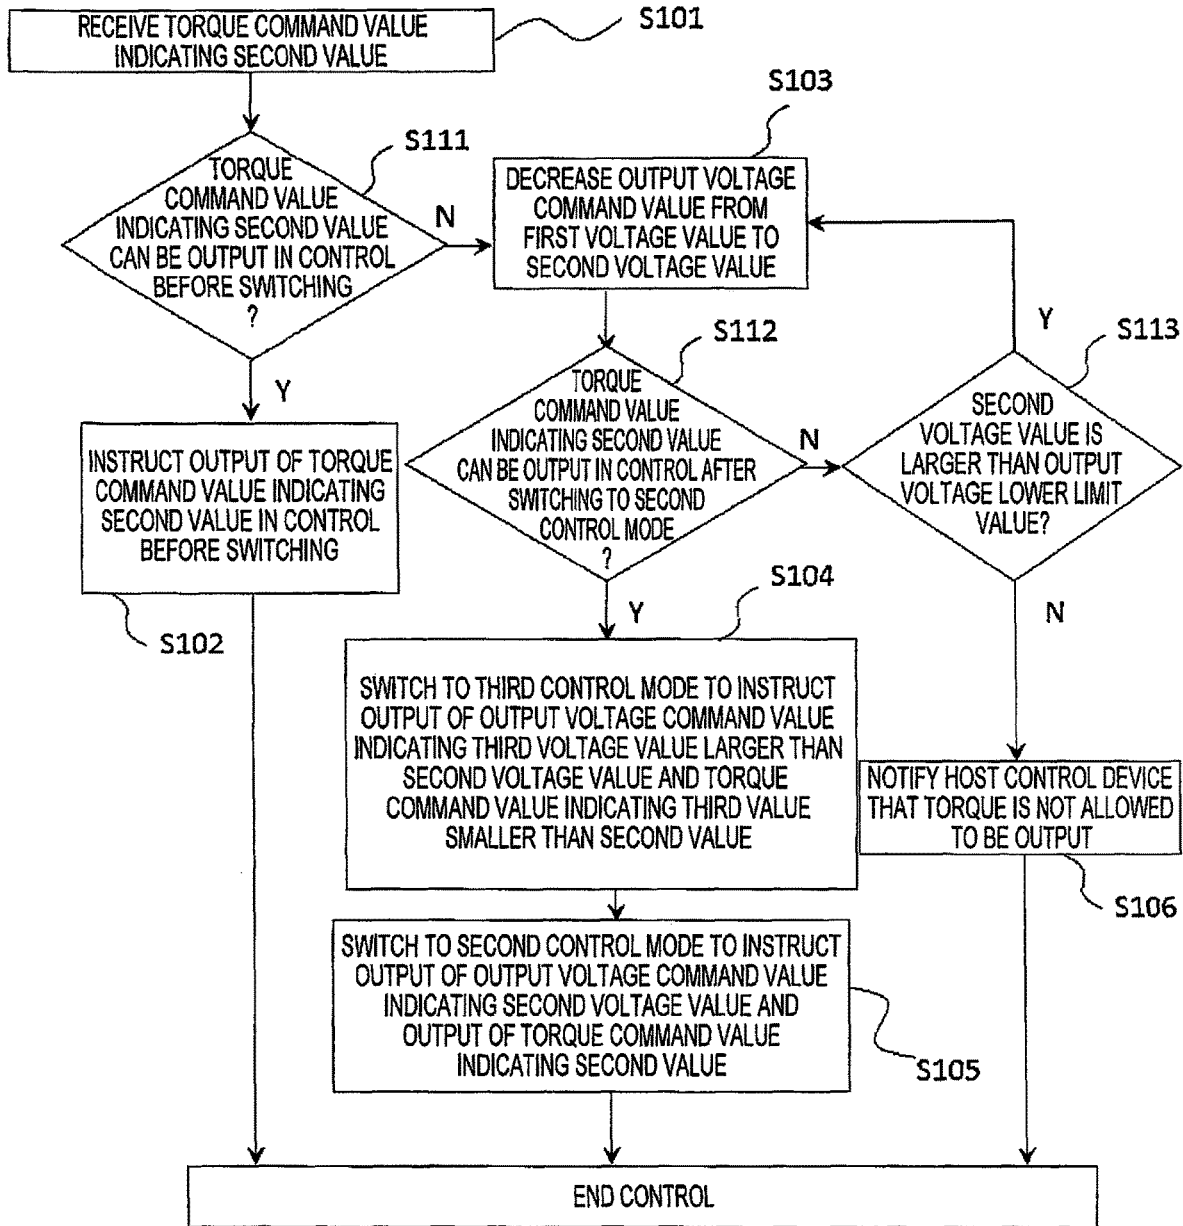 RECEIVE TORQUE COMMAND VALUE
INDICATING SECOND VALUE
S101
S111
TORQUE
COMMAND VALUE
INDICATING SECOND VALUE
CAN BE OUTPUT IN CONTROL
BEFORE SWITCHING
?
N
Y
S103
DECREASE OUTPUT VOLTAGE
COMMAND VALUE FROM
FIRST VOLTAGE VALUE TO
SECOND VOLTAGE VALUE
INSTRUCT OUTPUT OF TORQUE
COMMAND VALUE INDICATING
SECOND VALUE IN CONTROL
BEFORE SWITCHING
S102
S112
TORQUE
COMMAND VALUE
INDICATING SECOND VALUE
CAN BE OUTPUT IN CONTROL AFTER
SWITCHING TO SECOND
CONTROL MODE
?
N
Y
Y
S113
SECOND
VOLTAGE VALUE IS
LARGER THAN OUTPUT
VOLTAGE LOWER LIMIT
VALUE?
N
S104
SWITCH TO THIRD CONTROL MODE TO INSTRUCT
OUTPUT OF OUTPUT VOLTAGE COMMAND VALUE
INDICATING THIRD VOLTAGE VALUE LARGER THAN
SECOND VOLTAGE VALUE AND TORQUE
COMMAND VALUE INDICATING THIRD VALUE
SMALLER THAN SECOND VALUE
NOTIFY HOST CONTROL DEVICE
THAT TORQUE IS NOT ALLOWED
TO BE OUTPUT
S106
SWITCH TO SECOND CONTROL MODE TO INSTRUCT
OUTPUT OF OUTPUT VOLTAGE COMMAND VALUE
INDICATING SECOND VOLTAGE VALUE AND
OUTPUT OF TORQUE COMMAND VALUE
INDICATING SECOND VALUE
S105
END CONTROL